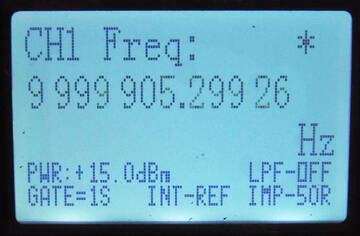 CH1 Freq: *
9 999 905.299 26
Hz
PWR:+15.0dBm LPF-OFF
GATE=1S INT-REF IMP-50R